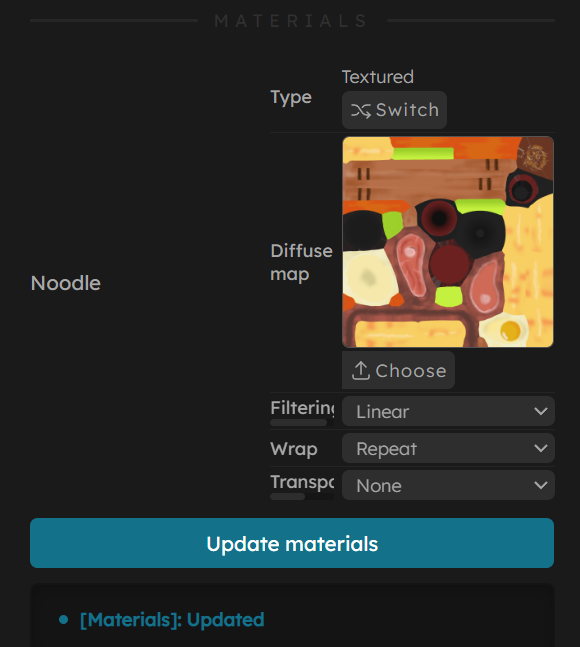 MATERIALS
Noodle
Type
Textured
Switch
Diffuse
map
Choose
Filtering
Linear
Wrap
Repeat
Transpa
None
Update materials
[Materials]: Updated